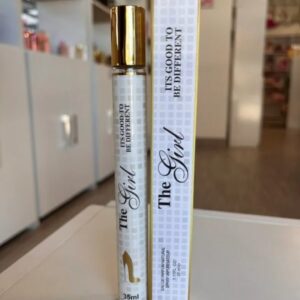 IT'S GOOD TO
BE DIFFERENT
The Girl
35ml
IT'S GOOD TO
BE DIFFERENT
The Girl